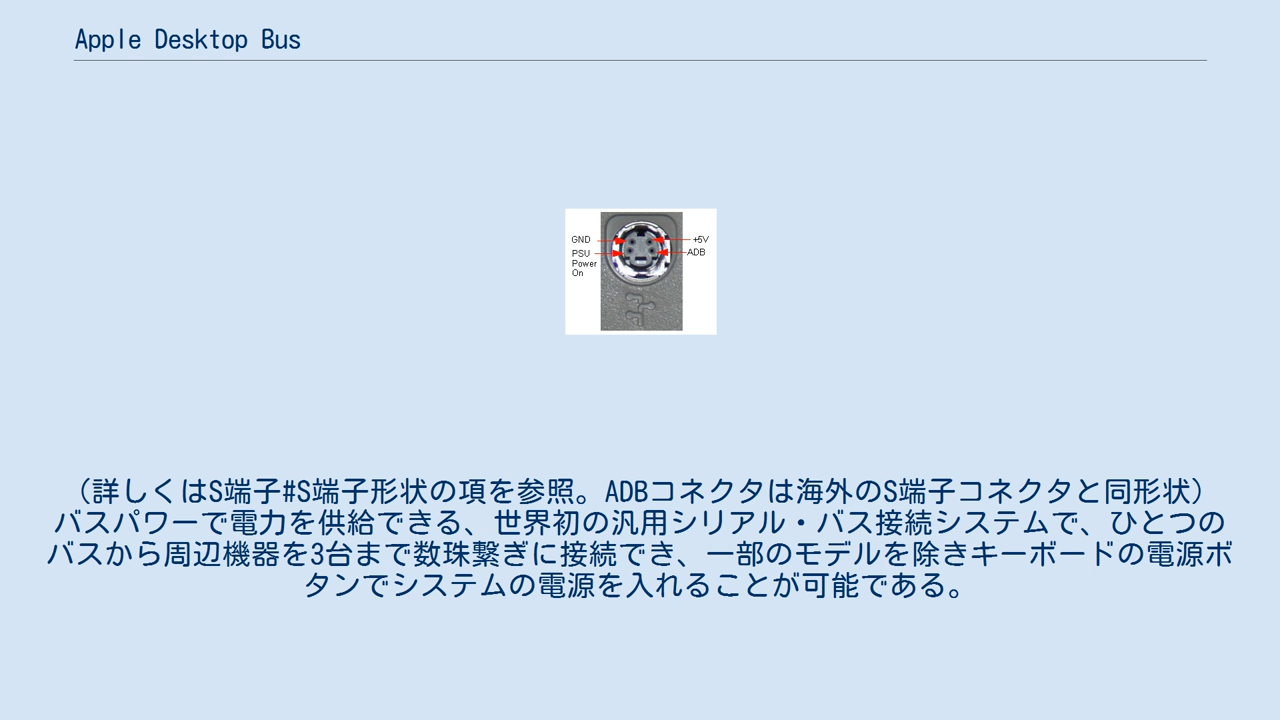 Apple Desktop Bus
GND
+5V
PSU
ADB
Power
On
（詳しくはS端子#S端子形状の項を参照。ADBコネクタは海外のS端子コネクタと同形状）
バスパワーで電力を供給できる、世界初の汎用シリアル・バス接続システムで、ひとつの
バスから周辺機器を3台まで数珠繋ぎに接続でき、一部のモデルを除きキーボードの電源ボ
タンでシステムの電源を入れることが可能である。